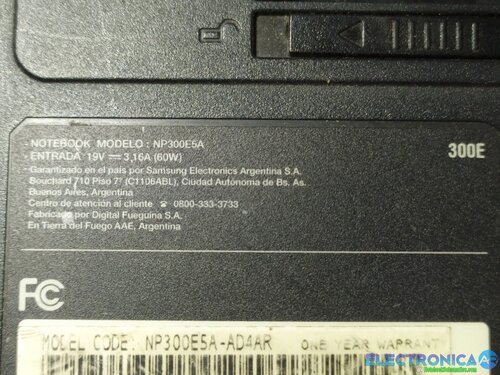 - NOTEBOOK MODELO : NP300E5A
- ENTRADA: 19V 3,16A (60W)
- Garantizado en el país por Samsung Electronics Argentina S.A.
Bouchard 710 Piso 7° (C1106ABL), Ciudad Autónoma de Bs. As.
Buenos Aires, Argentina
Centro de atención al cliente ☎ 0800-333-3733
Fabricado por Digital Fueguina S.A.
En Tierra del Fuego AAE, Argentina
300E
FC
MODEL CODE: NP300E5A-AD4AR ONE YEAR WARRANT
ELECTRONICA